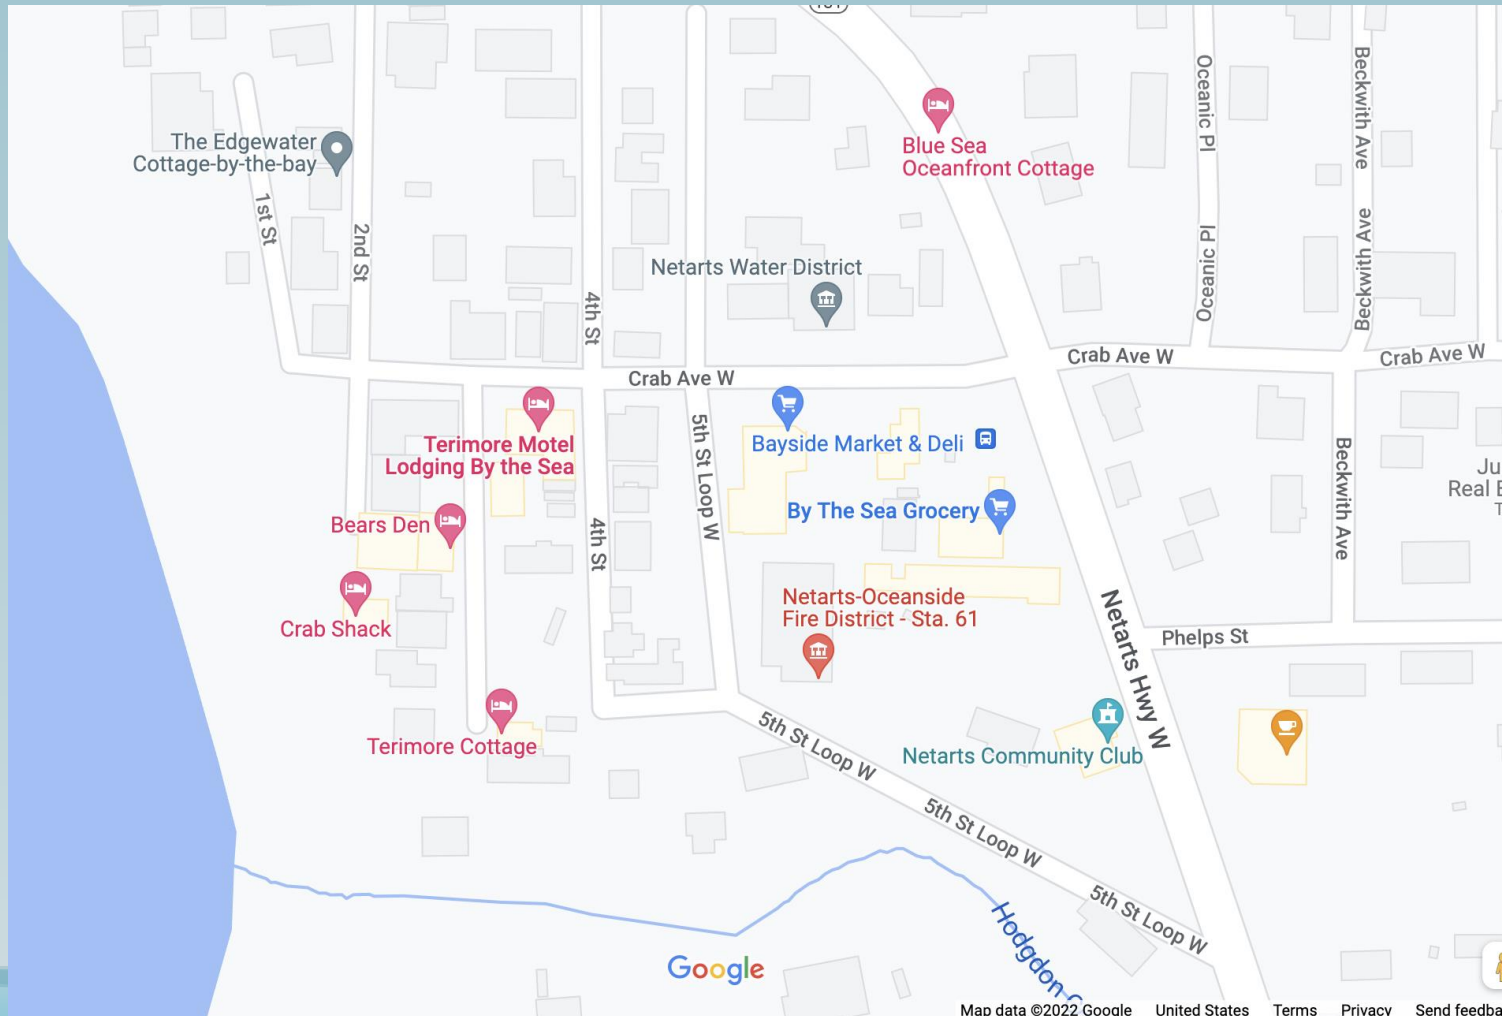 Oceanic Pl
Beckwith Ave
The Edgewater
Cottage-by-the-bay
Blue Sea
Oceanfront Cottage
1st St
2nd St
Oceanic Pl
Beckwith Ave
Netarts Water District
4th St
Crab Ave W
Crab Ave W
Crab Ave W
Terimore Motel
Lodging By the Sea
5th St Loop W
Bayside Market & Deli
Beckwith Ave
Real
Bears Den
4th St
By The Sea Grocery
Crab Shack
Netarts-Oceanside
Fire District - Sta. 61
Netarts Hwy W
Phelps St
Terimore Cottage
5th St Loop W
Netarts Community Club
5th St Loop W
5th St Loop W
Hodgdon
Google
Map data ©2022 Google United States Terms Privacy Send